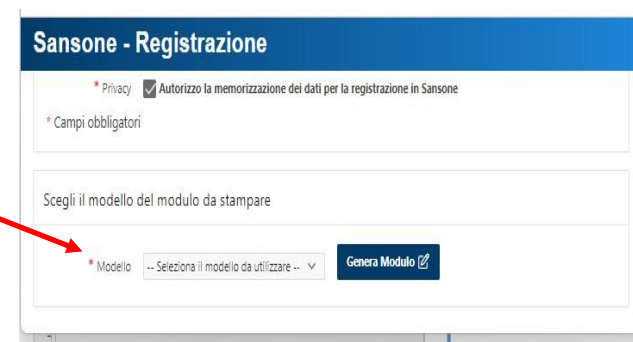 Sansone - Registrazione
* Privacy Autorizzo la memorizzazione dei dati per la registrazione in Sansone
* Campi obbligatori
Scegli il modello del modulo da stampare
* Modello -- Seleziona il modello da utilizzare -- Genera Modulo